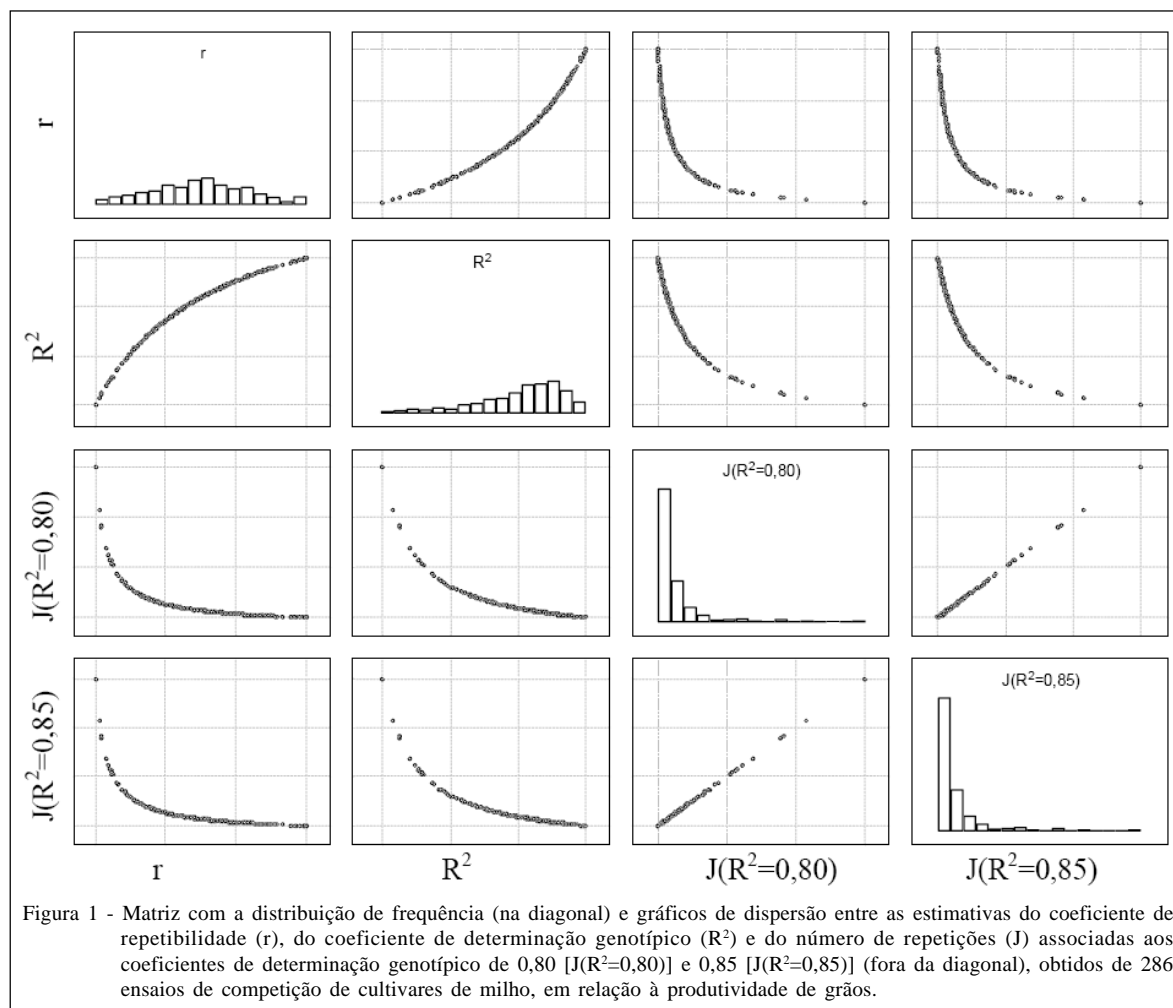 r
r
R²
R²
J(R²=0,80)
J(R²=0,80)
J(R²=0,85)
J(R²=0,85)
r
R²
J(R²=0,80)
J(R²=0,85)
Figura 1 - Matriz com a distribuição de frequência (na diagonal) e gráficos de dispersão entre as estimativas do coeficiente de
repetibilidade (r), do coeficiente de determinação genotípico (R²) e do número de repetições (J) associadas aos
coeficientes de determinação genotípico de 0,80 [J(R²=0,80)] e 0,85 [J(R²=0,85)] (fora da diagonal), obtidos de 286
ensaios de competição de cultivares de milho, em relação à produtividade de grãos.